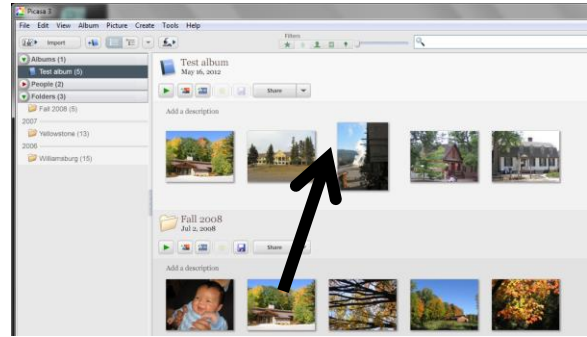 Picasa 3
File Edit View Album Picture Create Tools Help
Import
Filters
Albums (1)
Test album (5)
People (2)
Folders (3)
Fall 2008 (5)
2007
Yellowstone (13)
2006
Williamsburg (15)
Test album
May 16, 2012
Share
Add a description
Fall 2008
Jul 2, 2008
Share
Add a description